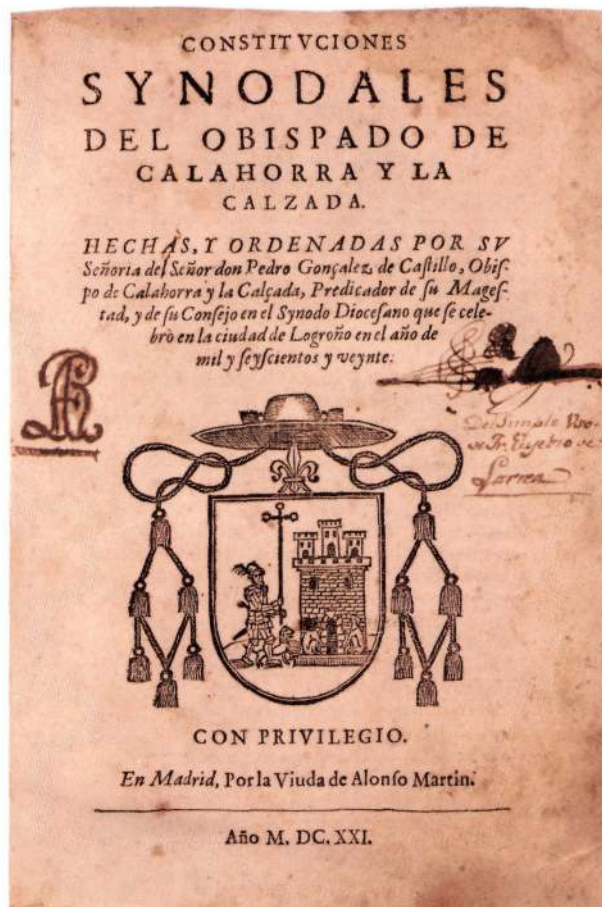 CONSTITVCIONES
SYNODALES
DEL OBISPADO DE
CALAHORRA Y LA
CALZADA.
HECHAS, Y ORDENADAS POR SV
Señoria del Señor don Pedro Gonçalez de Castillo, Obis-
po de Calahorra y la Calçada, Predicador de su Mages-
tad, y de su Consejo en el Synodo Diocesano que se cele-
brò en la ciudad de Logroño en el año de
mil y seyscientos y veynte.
Del Simple
Larrea
CON PRIVILEGIO.
En Madrid, Por la Viuda de Alonso Martin.
Año M. DC. XXI.